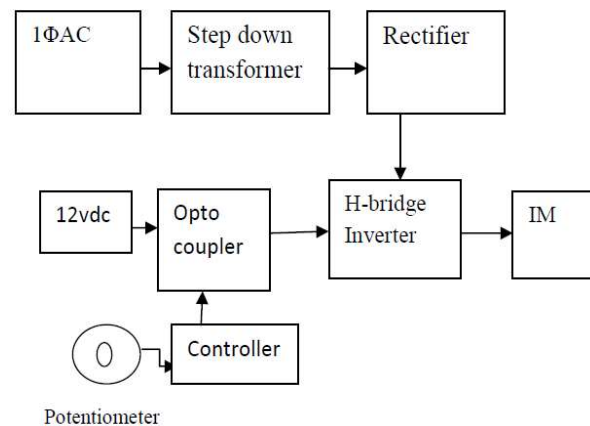 1ΦAC
Step down
transformer
Rectifier
12vdc
Opto
coupler
H-bridge
Inverter
IM
Controller
Potentiometer